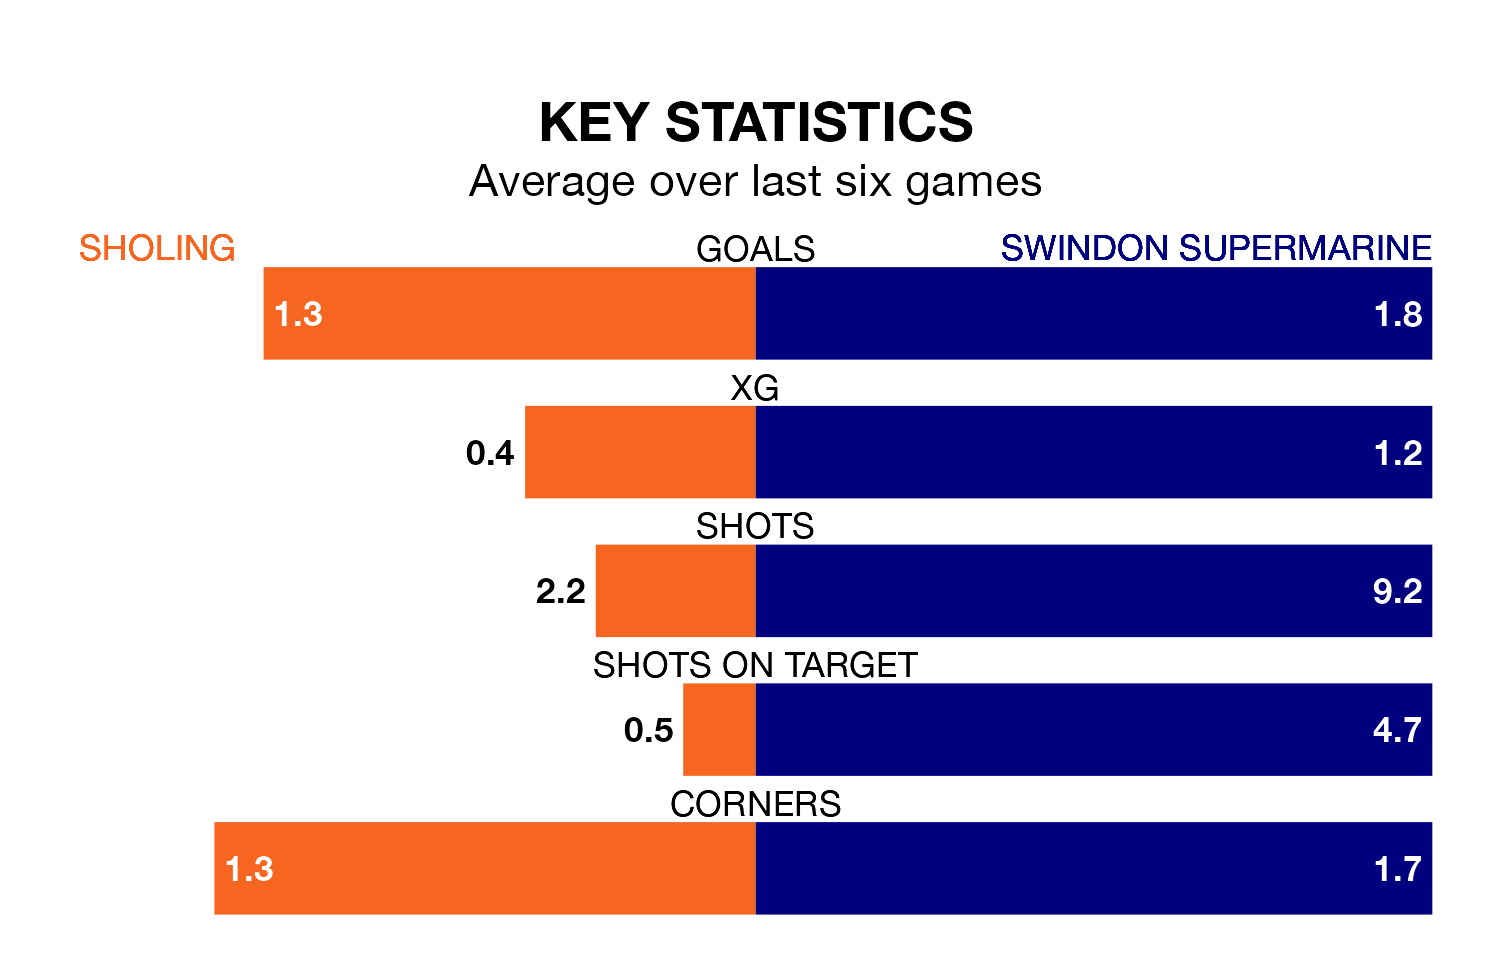 KEY STATISTICS
Average over last six games
SHOLING GOALS SWINDON SUPERMARINE
1.3 1.8
XG
0.4 1.2
SHOTS
2.2 9.2
SHOTS ON TARGET
0.5 4.7
CORNERS
1.3 1.7